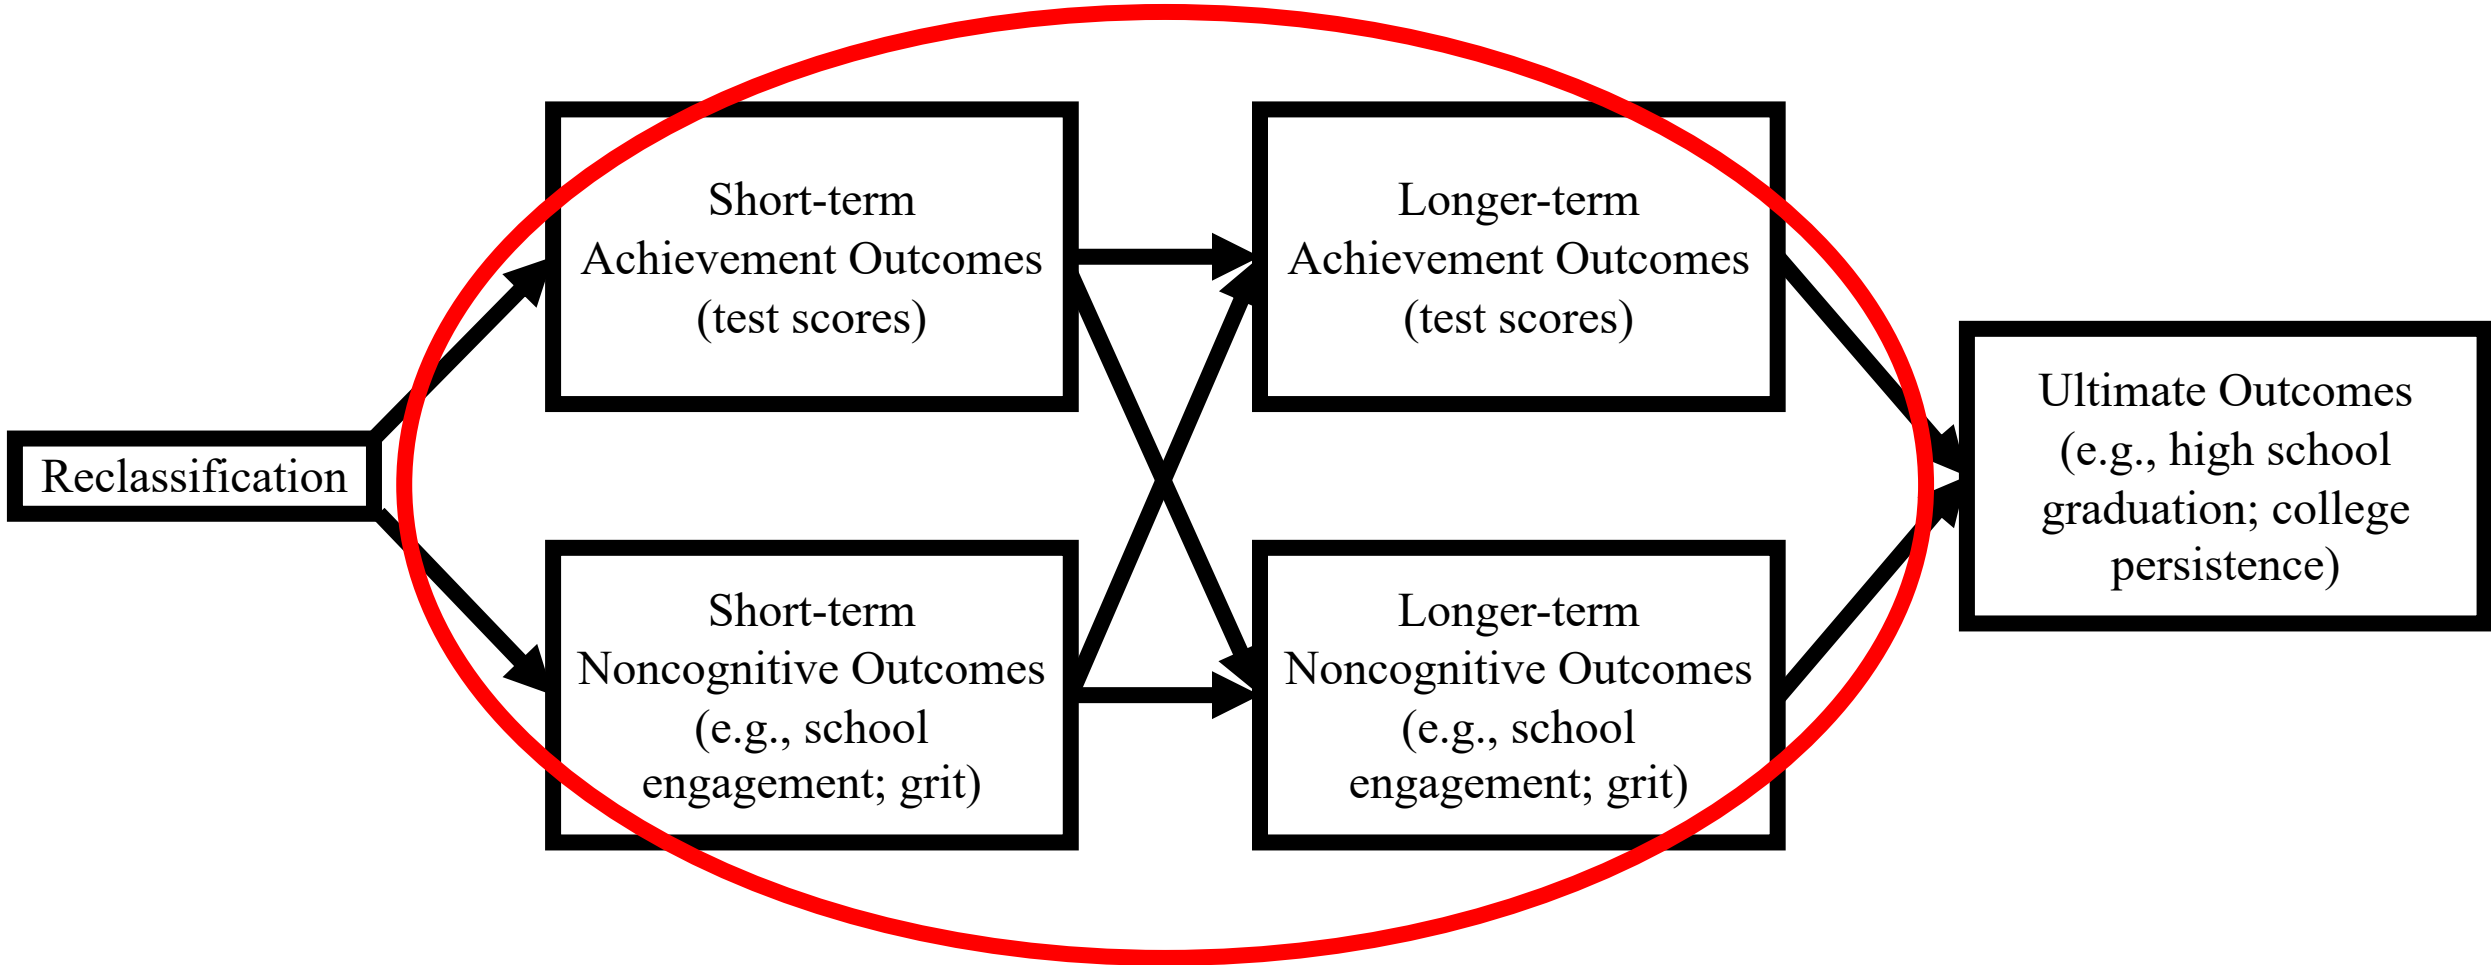 Reclassification
Short-term
Achievement Outcomes
(test scores)
Short-term
Noncognitive Outcomes
(e.g., school
engagement; grit)
Longer-term
Achievement Outcomes
(test scores)
Longer-term
Noncognitive Outcomes
(e.g., school
engagement; grit)
Ultimate Outcomes
(e.g., high school
graduation; college
persistence)